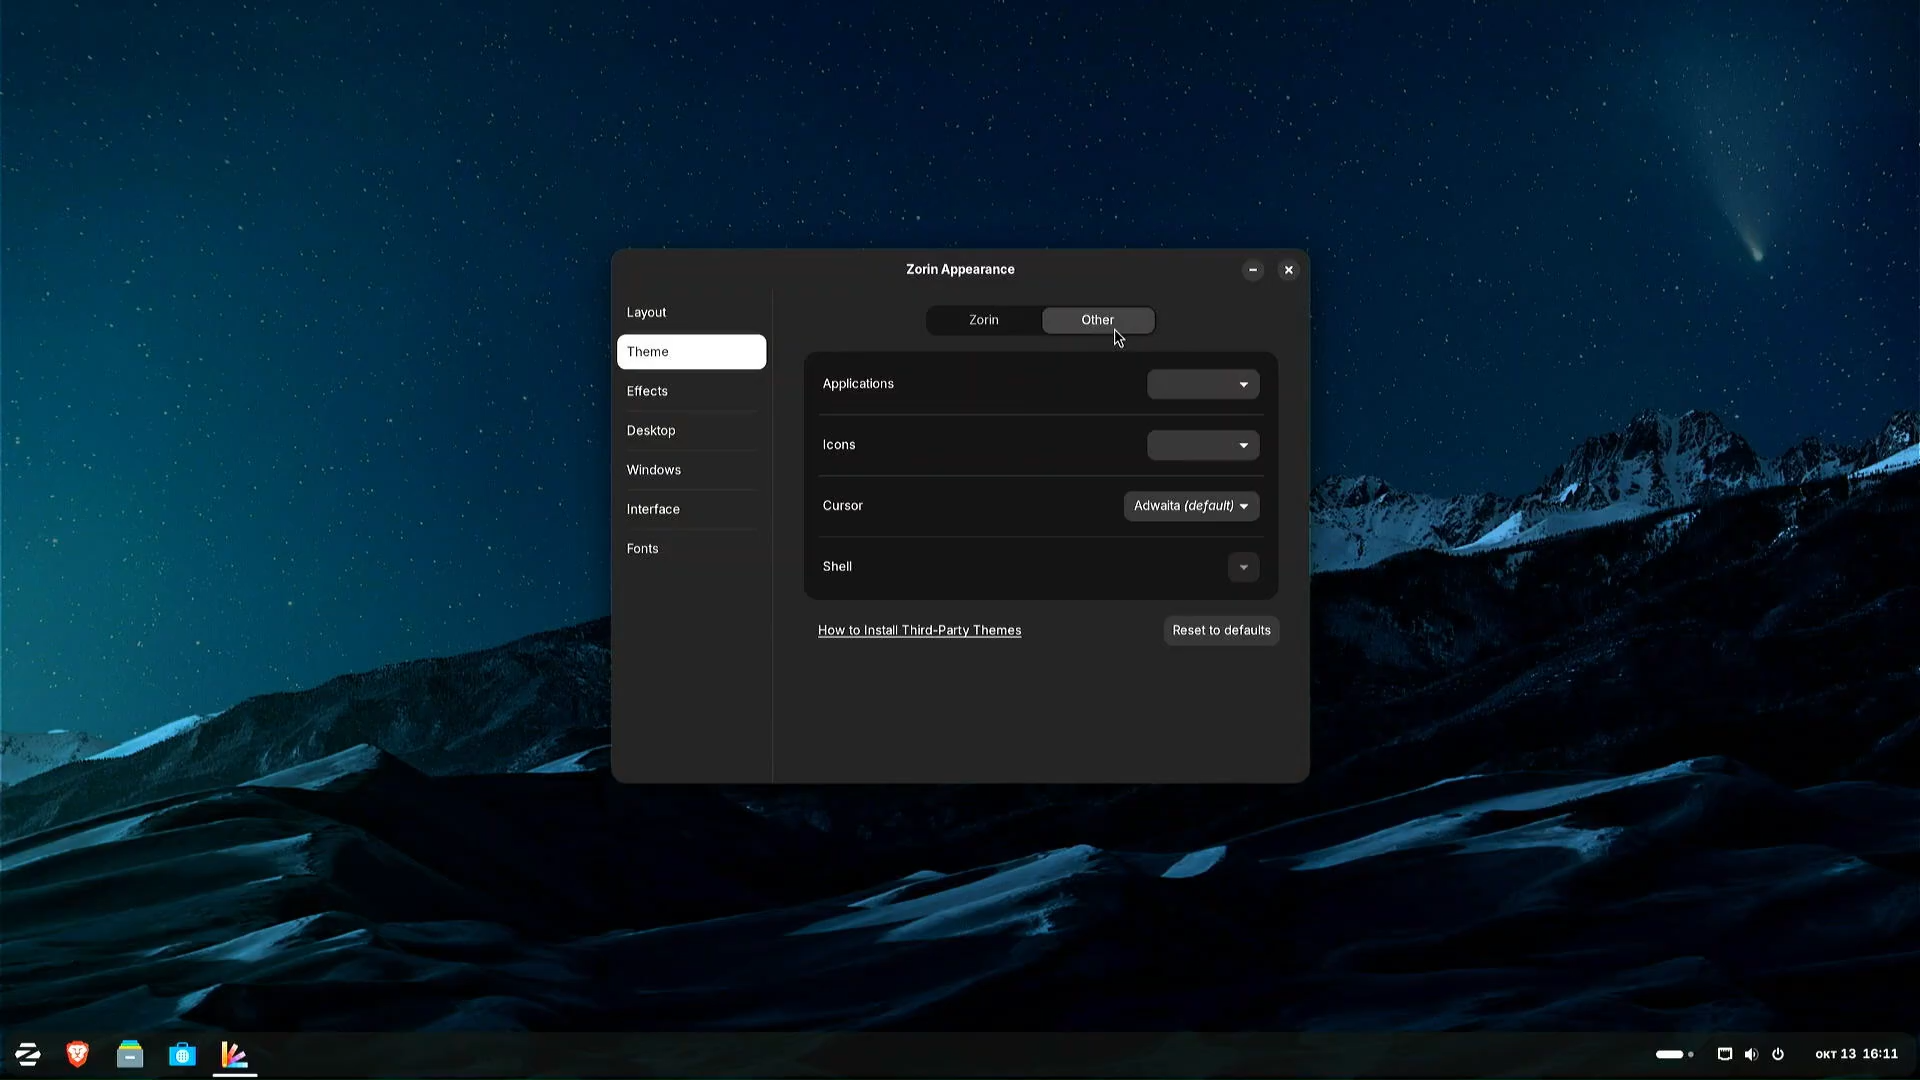 Zorin Appearance
Layout
Theme
Effects
Desktop
Windows
Interface
Fonts
Zorin
Other
Applications
Icons
Cursor
Adwaita (default)
Shell
How to Install Third-Party Themes
Reset to defaults
окт 13 16:11